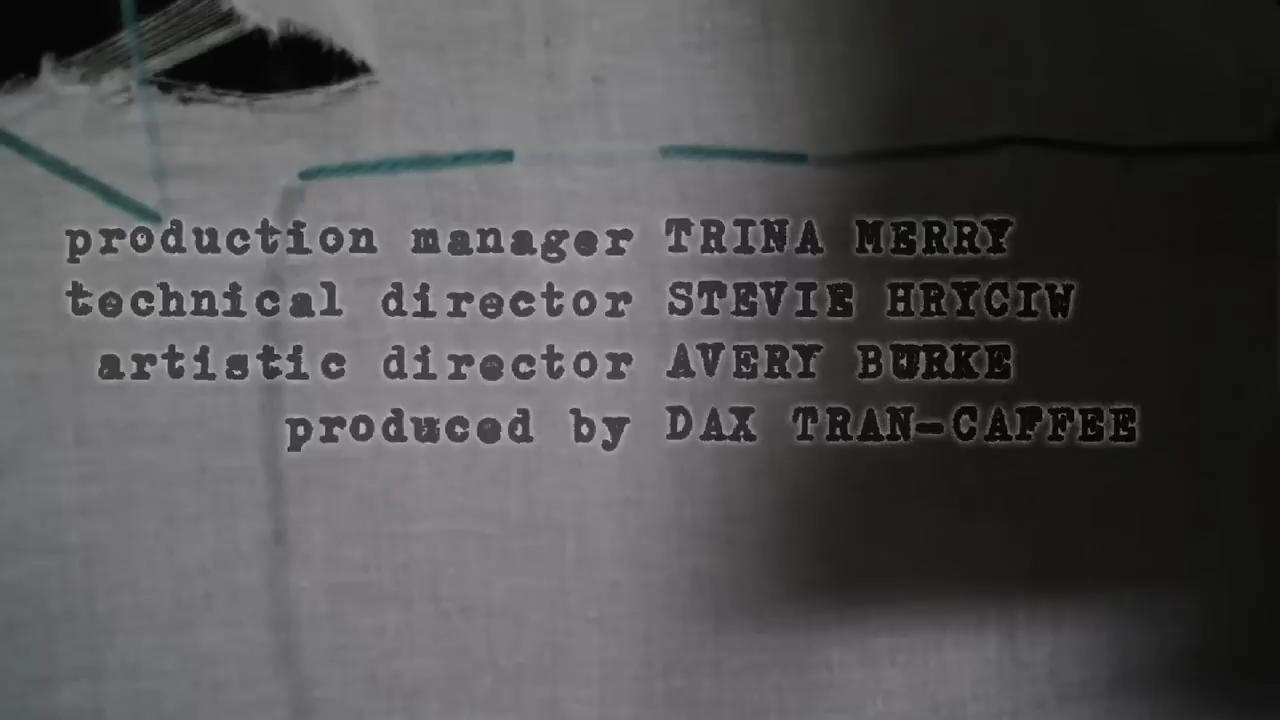 production manager TRINA MERRY
technical director STEVIE HRYCIW
artistic director AVERY BURKE
produced by DAX TRAN-CAFFEE